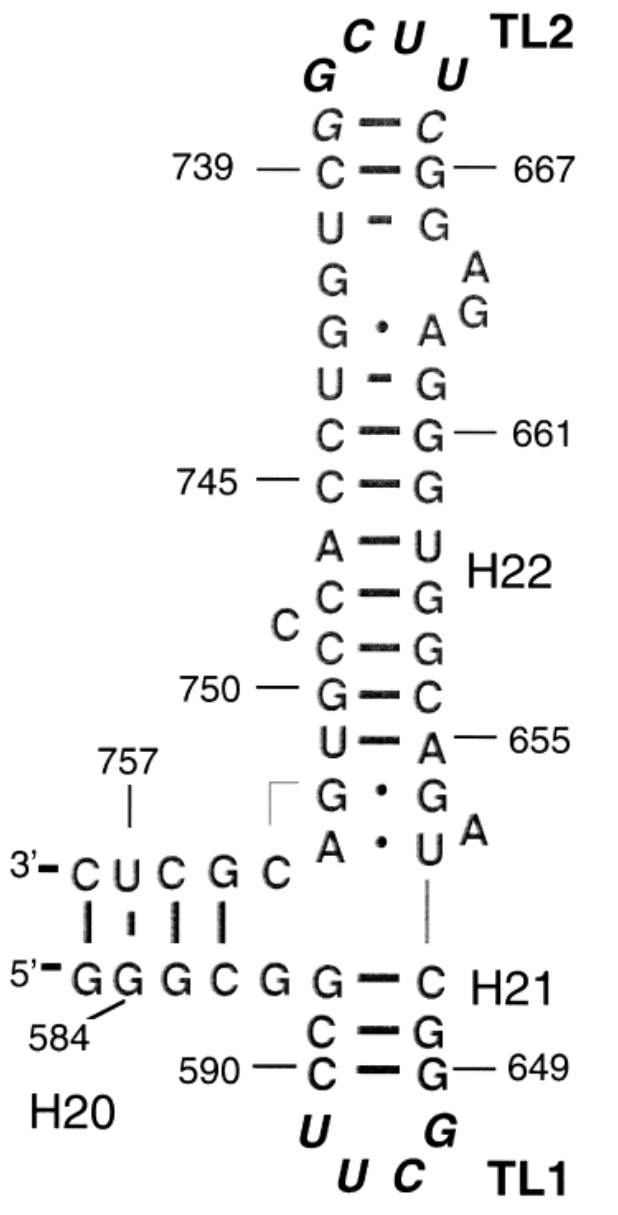 C U TL2
G U
G C
739 C G 667
U G
G A
G A G
U G
C G 661
745 C G
A U H22
C G
C
C G
750 G C
U A 655
757
G G
A U A
3' C U C G C
5' G G G C G G C H21
584
C G
590 C G 649
H20
U G
U C TL1